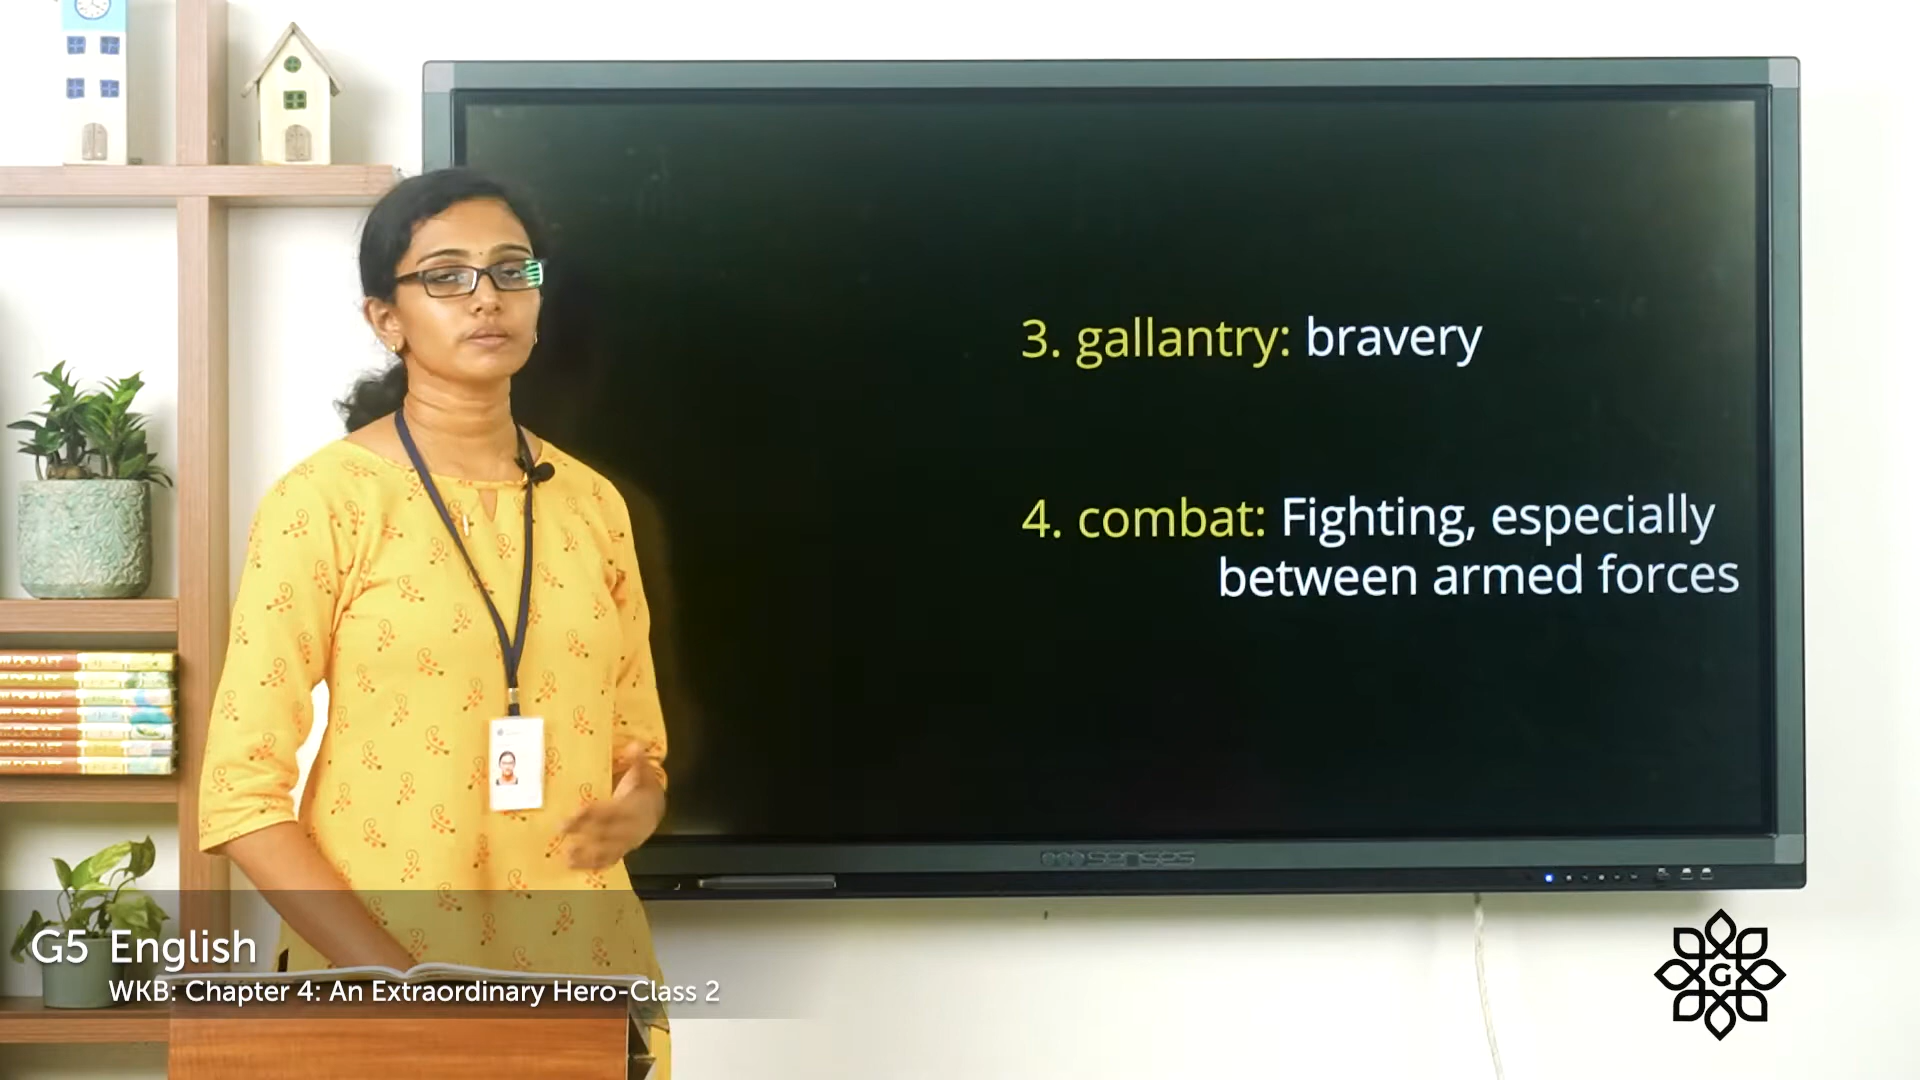 3. gallantry: bravery
4. combat: Fighting, especially
between armed forces
senses
G5 English
WKB: Chapter 4: An Extraordinary Hero-Class 2
G